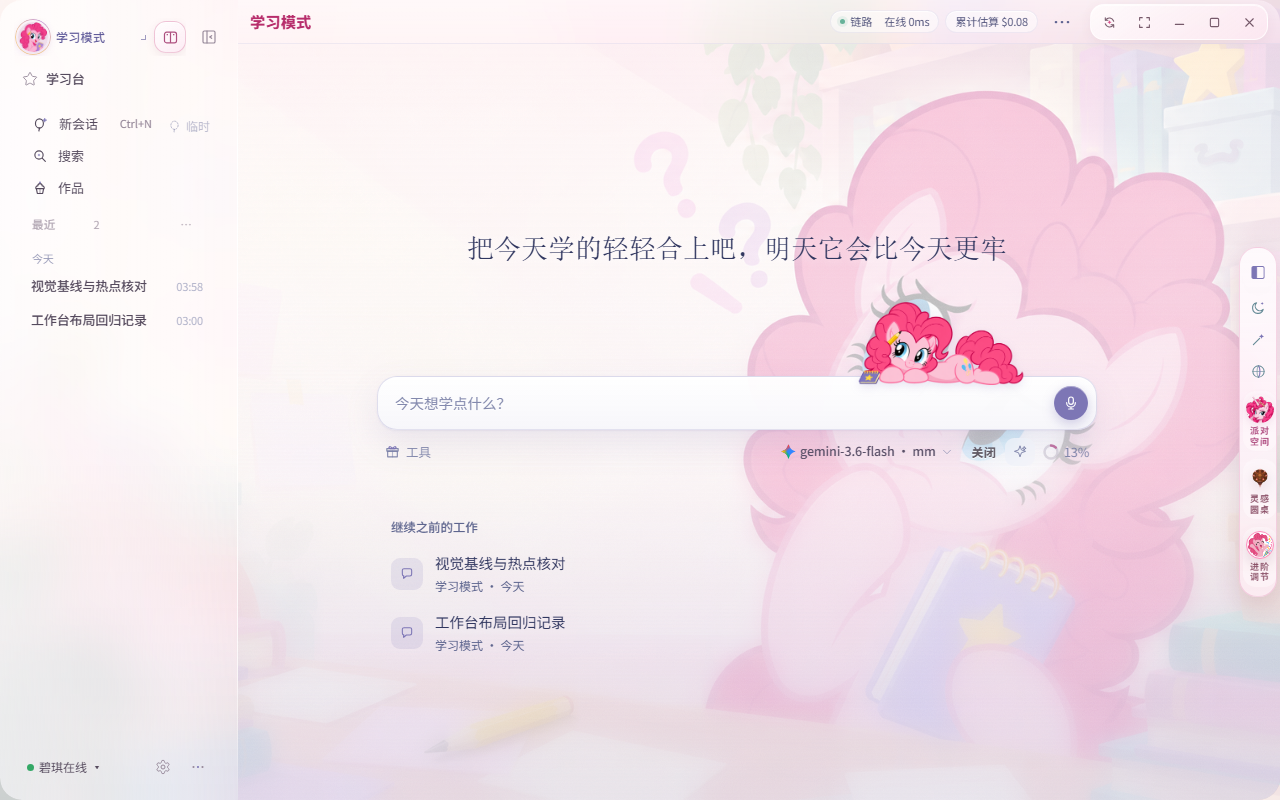 学习模式
学习台
新会话 Ctrl+N 临时
搜索
作品
最近 2 ···
今天
视觉基线与热点核对 03:58
工作台布局回归记录 03:00
碧琪在线
学习模式
链路 在线 0ms
累计估算 $0.08
把今天学的轻轻合上吧，明天它会比今天更牢
今天想学点什么？
工具
gemini-3.6-flash · mm
关闭
13%
继续之前的工作
视觉基线与热点核对
学习模式 · 今天
工作台布局回归记录
学习模式 · 今天
派对
空间
灵感
圆桌
进阶
调节